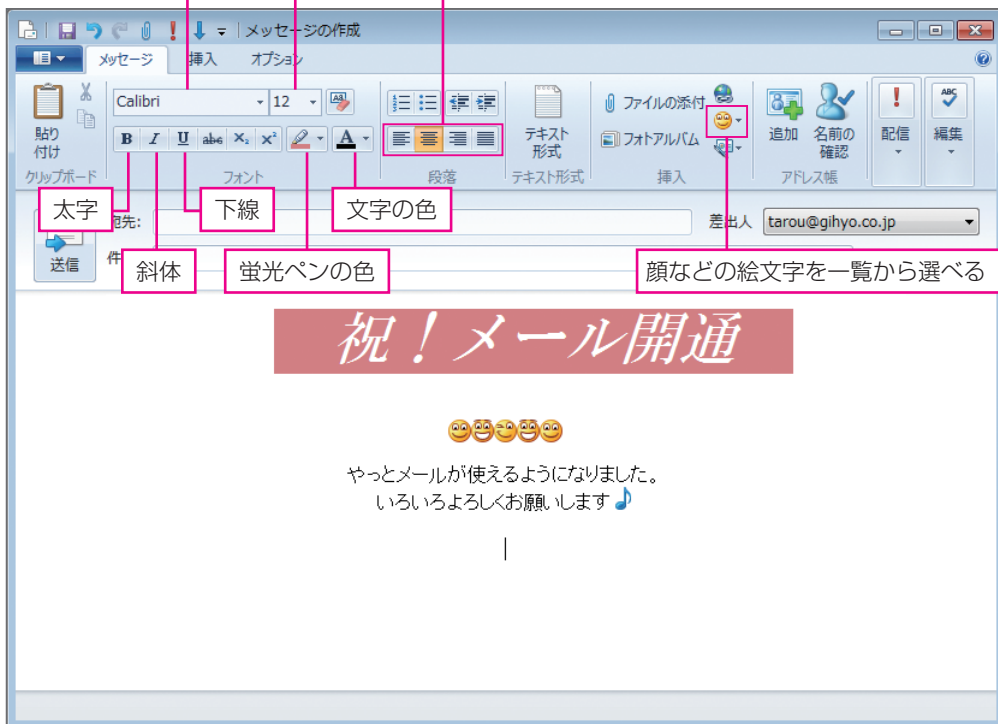 メッセージの作成
メッセージ 挿入 オプション
Calibri 12
ファイルの添付
フォトアルバム
貼り付け
B I U abc X₂ X² A
テキスト形式
追加 名前の確認
配信 編集
クリップボード フォント 段落 テキスト形式 挿入 アドレス帳
太字 下線 文字の色
宛先: 差出人 tarou@gihyo.co.jp
送信 件
斜体 蛍光ペンの色 顔などの絵文字を一覧から選べる
祝！メール開通
やっとメールが使えるようになりました。
いろいろよろしくお願いします♪